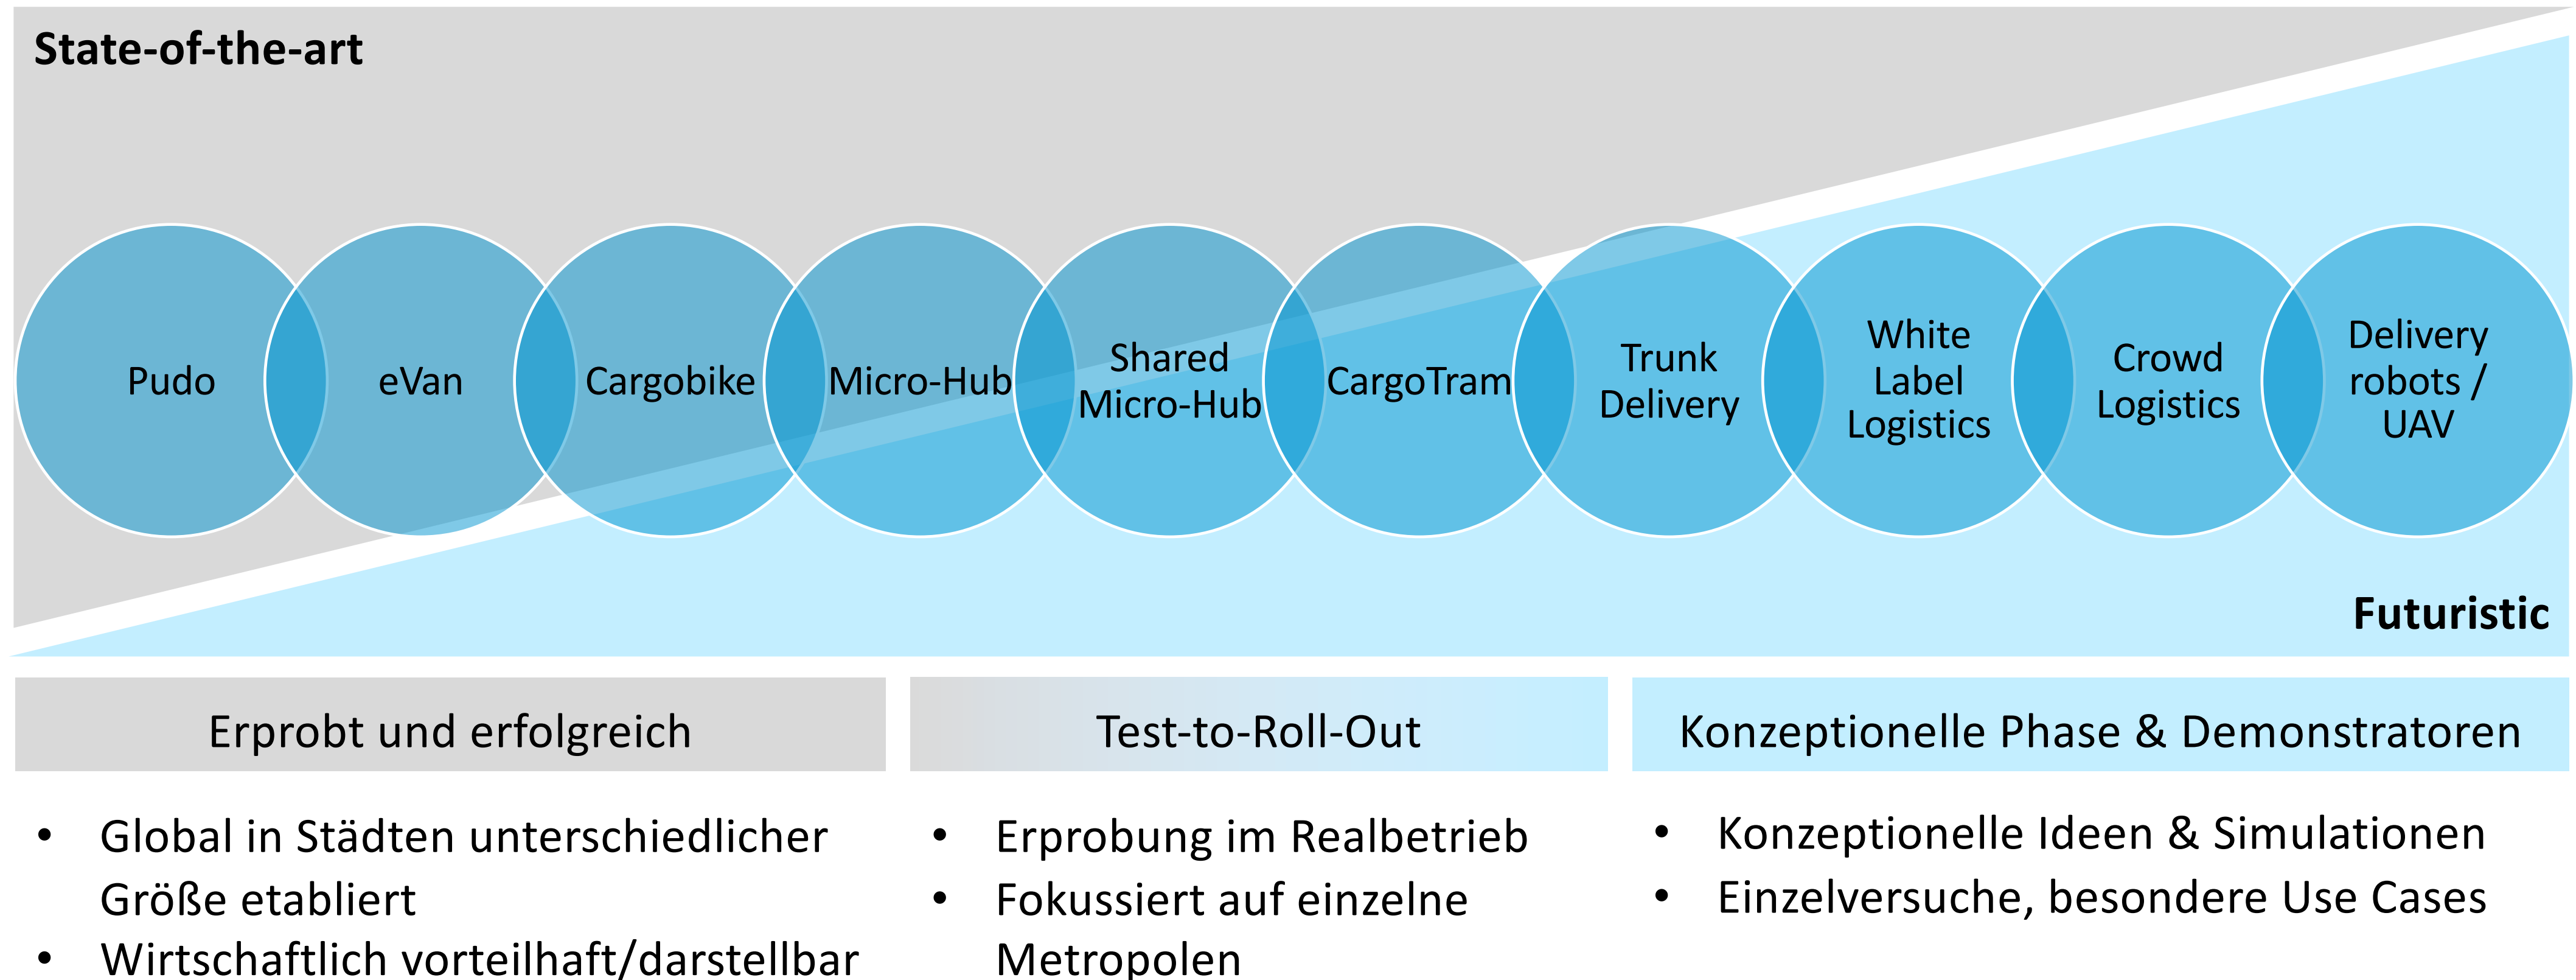 State-of-the-art
Pudo
eVan
Cargobike
Micro-Hub
Shared
Micro-Hub
CargoTram
Trunk
Delivery
White
Label
Logistics
Crowd
Logistics
Delivery
robots /
UAV
Futuristic
Erprobt und erfolgreich
• Global in Städten unterschiedlicher
Größe etabliert
• Wirtschaftlich vorteilhaft/darstellbar
Test-to-Roll-Out
• Erprobung im Realbetrieb
• Fokussiert auf einzelne
Metropolen
Konzeptionelle Phase & Demonstratoren
• Konzeptionelle Ideen & Simulationen
• Einzelversuche, besondere Use Cases